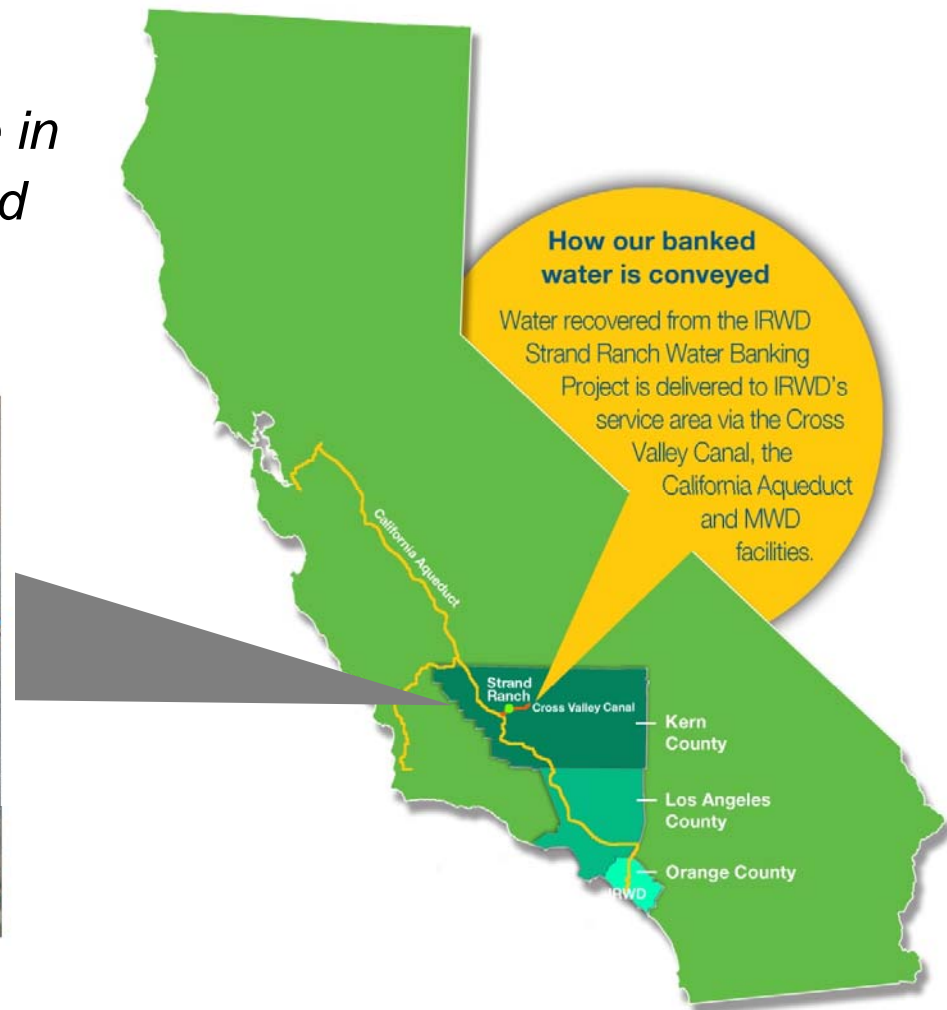 e in
d
How our banked
water is conveyed
Water recovered from the IRWD
Strand Ranch Water Banking
Project is delivered to IRWD's
service area via the Cross
Valley Canal, the
California Aqueduct
and MWD
facilities.
California Aqueduct
Strand
Ranch
Cross Valley Canal
Kern
County
Los Angeles
County
Orange County
IRWD